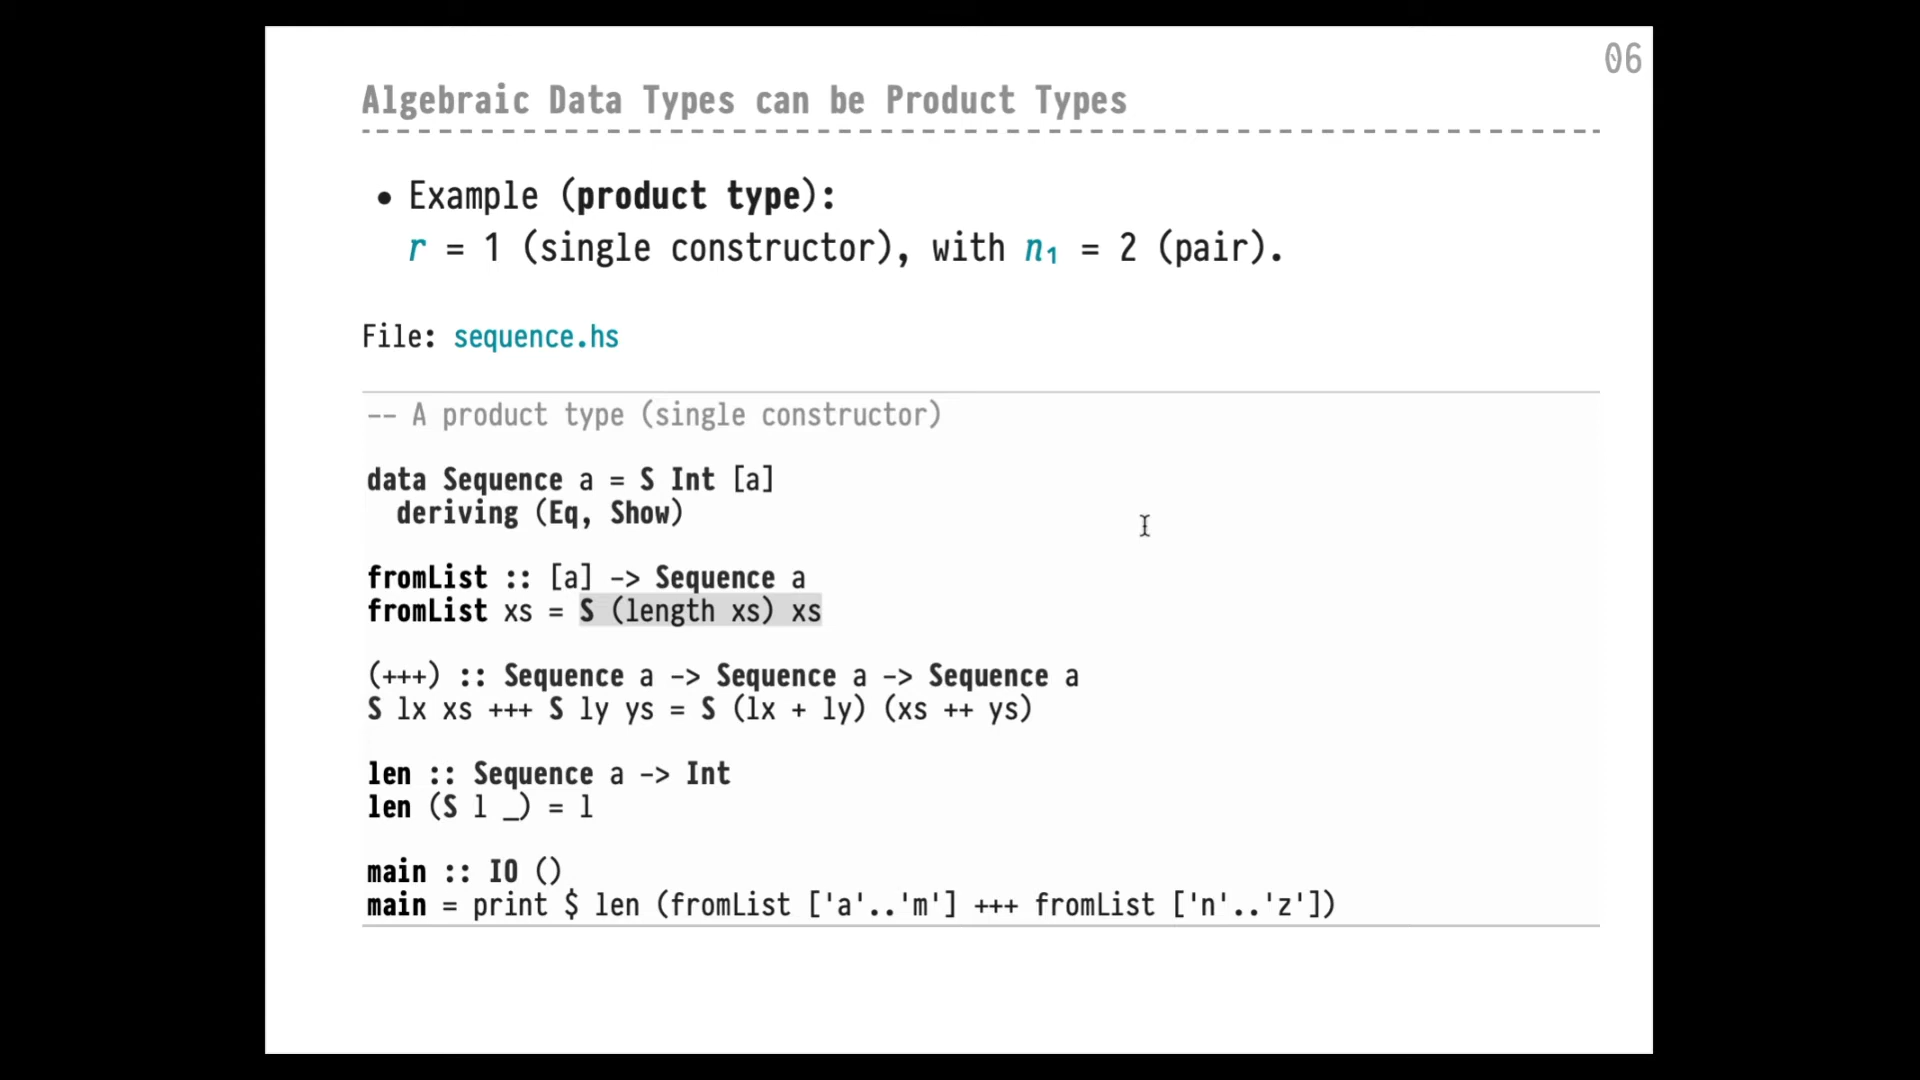 06
Algebraic Data Types can be Product Types
• Example (product type):
r = 1 (single constructor), with n₁ = 2 (pair).
File: sequence.hs
-- A product type (single constructor)
data Sequence a = S Int [a]
  deriving (Eq, Show)
fromList :: [a] -> Sequence a
fromList xs = S (length xs) xs
(+++) :: Sequence a -> Sequence a -> Sequence a
S lx xs +++ S ly ys = S (lx + ly) (xs ++ ys)
len :: Sequence a -> Int
len (S l _) = l
main :: IO ()
main = print $ len (fromList ['a'..'m'] +++ fromList ['n'..'z'])